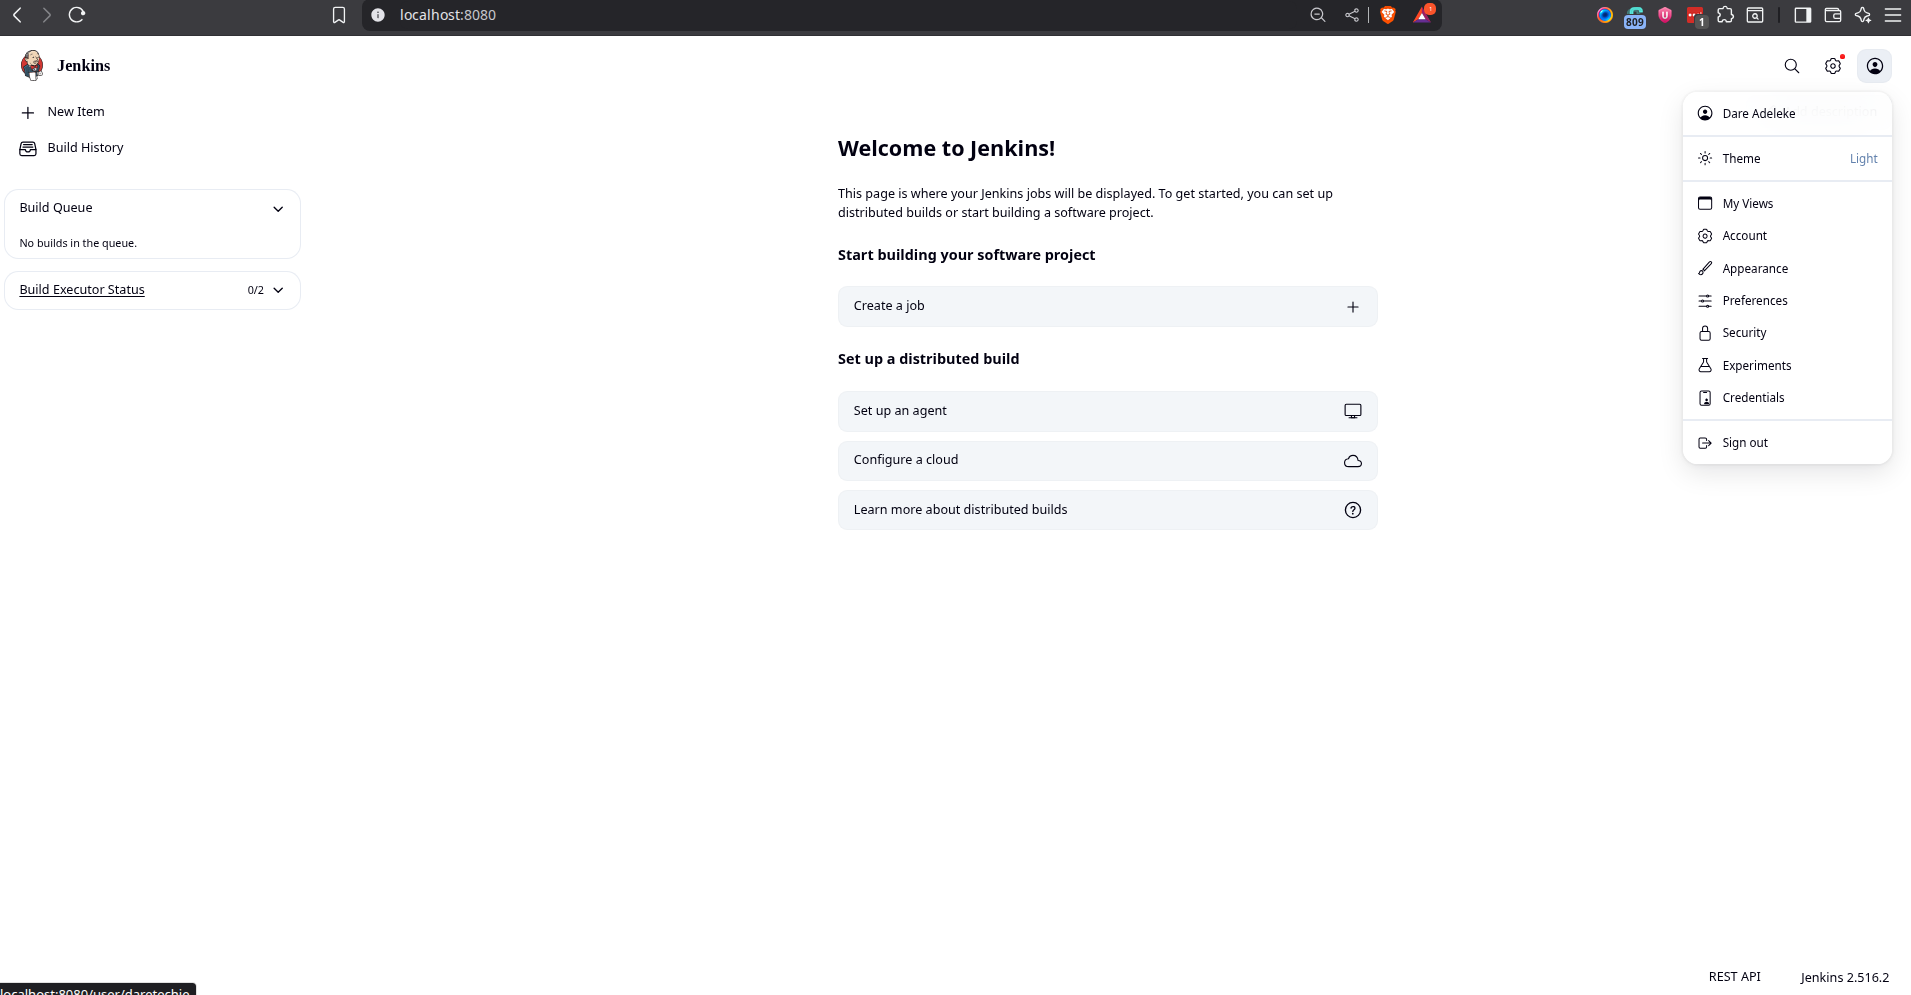 localhost:8080
1
809
1
Jenkins
New Item
Build History
Build Queue
No builds in the queue.
Build Executor Status 0/2
Welcome to Jenkins!
This page is where your Jenkins jobs will be displayed. To get started, you can set up
distributed builds or start building a software project.
Start building your software project
Create a job
Set up a distributed build
Set up an agent
Configure a cloud
Learn more about distributed builds
Dare Adeleke
Theme Light
My Views
Account
Appearance
Preferences
Security
Experiments
Credentials
Sign out
REST API Jenkins 2.516.2
localhost:8080/user/daretechie